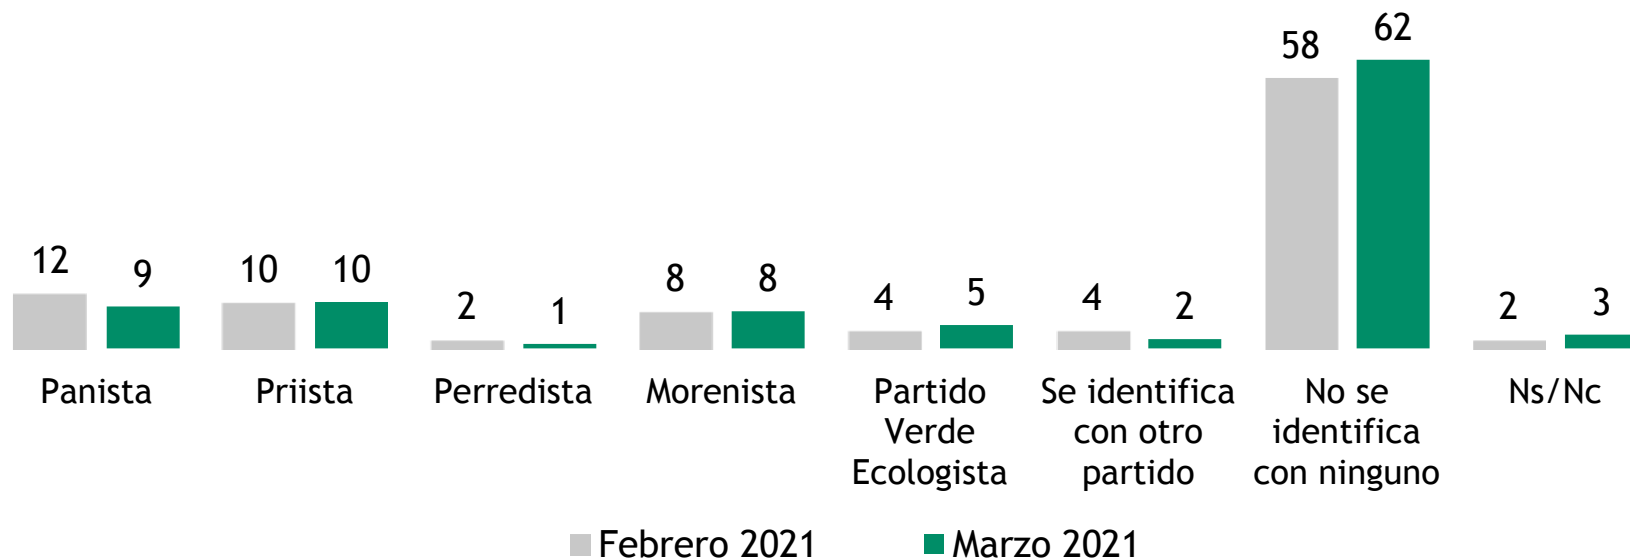 12
9
10
10
2
1
8
8
4
5
4
2
58
62
2
3
Panista
Priista
Perredista
Morenista
Partido
Verde
Ecologista
Se identifica
con otro
partido
No se
identifica
con ninguno
Ns/Nc
Febrero 2021
Marzo 2021